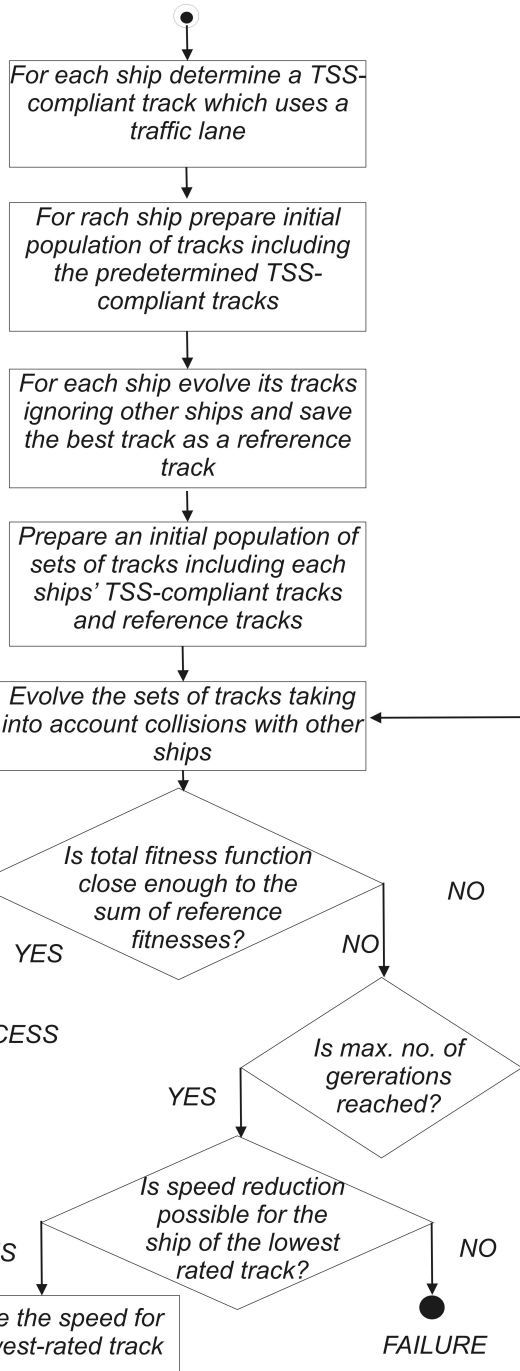 For each ship determine a TSS-
compliant track which uses a
traffic lane
For rach ship prepare initial
population of tracks including
the predetermined TSS-
compliant tracks
For each ship evolve its tracks
ignoring other ships and save
the best track as a refrerence
track
Prepare an initial population of
sets of tracks including each
ships’ TSS-compliant tracks
and reference tracks
Evolve the sets of tracks taking
into account collisions with other
ships
Is total fitness function
close enough to the
sum of reference
fitnesses?
NO
YES
NO
CESS
Is max. no. of
gererations
reached?
YES
Is speed reduction
possible for the
ship of the lowest
rated track?
S
NO
e the speed for
vest-rated track
FAILURE